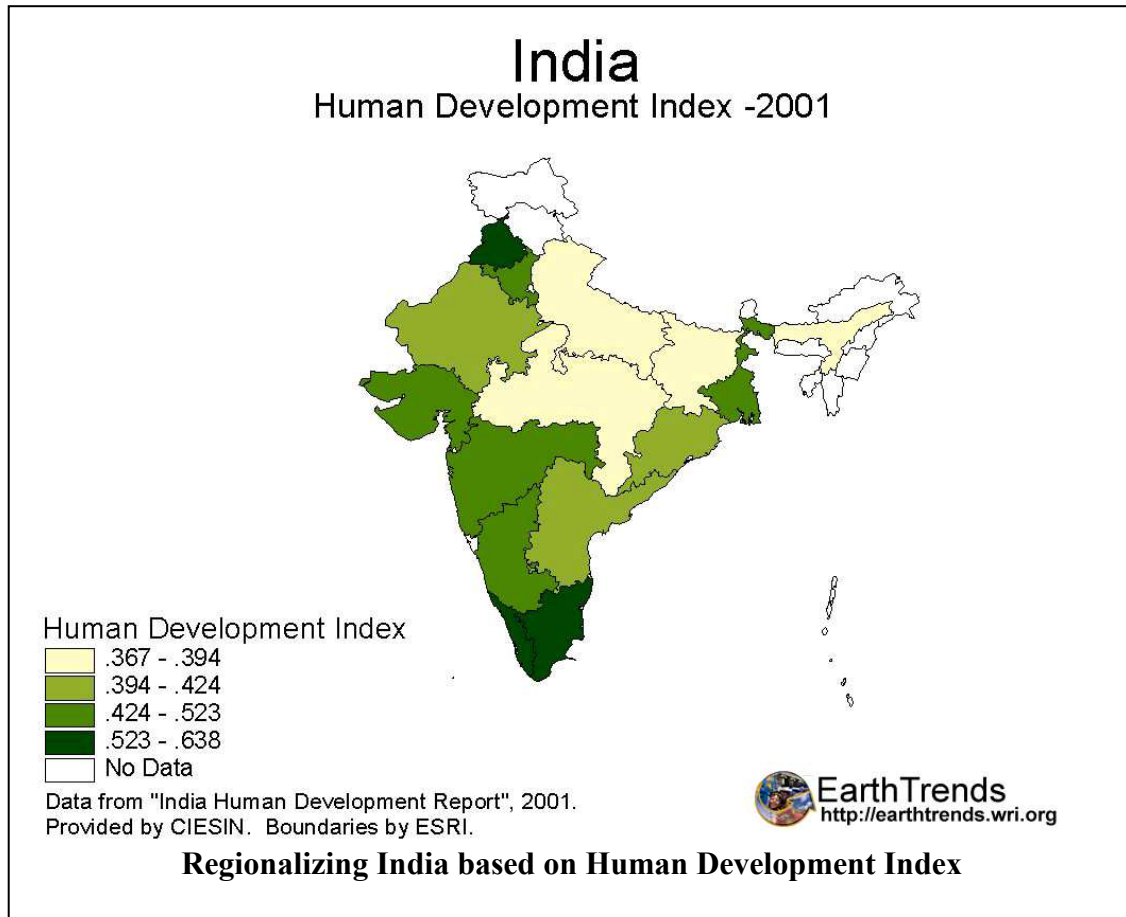 India
Human Development Index -2001
Human Development Index
.367 - .394
.394 - .424
.424 - .523
.523 - .638
No Data
Data from "India Human Development Report", 2001.
Provided by CIESIN. Boundaries by ESRI.
EarthTrends
http://earthtrends.wri.org
Regionalizing India based on Human Development Index